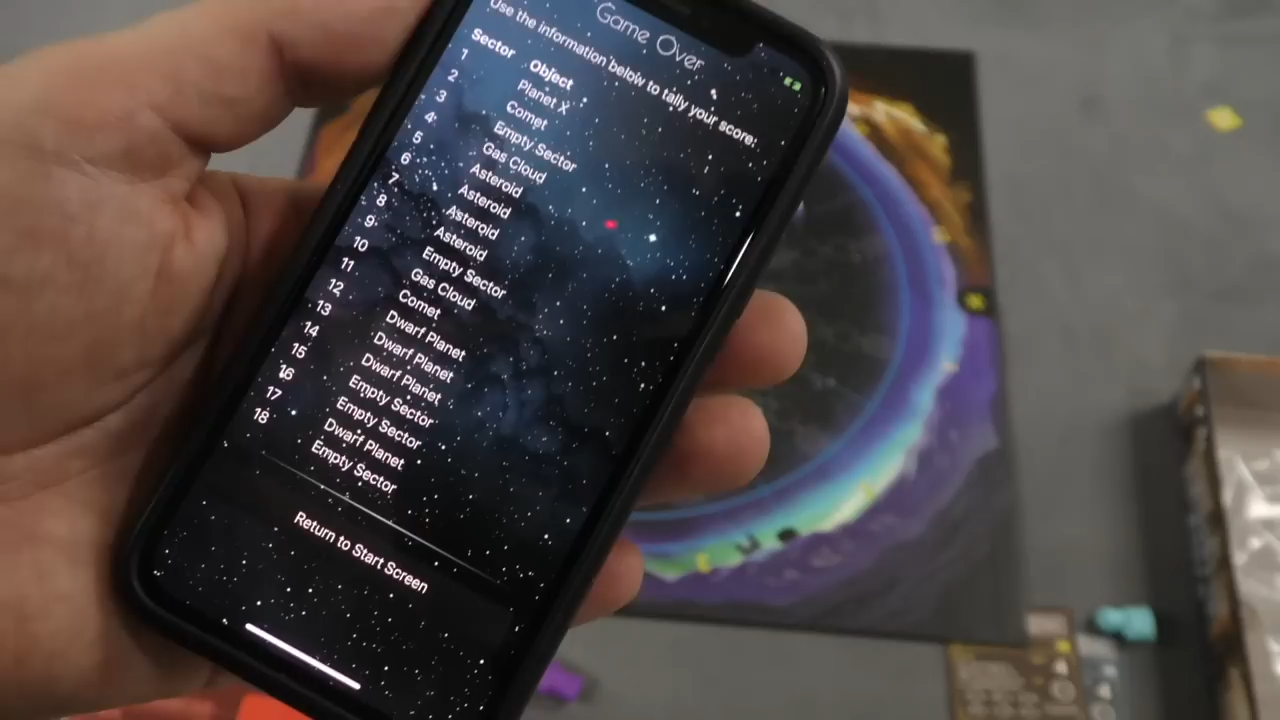 Game Over
Use the information below to tally your score:
Sector Object
1 Planet X
2 Comet
3 Empty Sector
4 Gas Cloud
5 Asteroid
6 Asteroid
7 Asteroid
8 Asteroid
9 Empty Sector
10 Gas Cloud
11 Comet
12 Dwarf Planet
13 Dwarf Planet
14 Dwarf Planet
15 Empty Sector
16 Empty Sector
17 Dwarf Planet
18 Empty Sector
Return to Start Screen